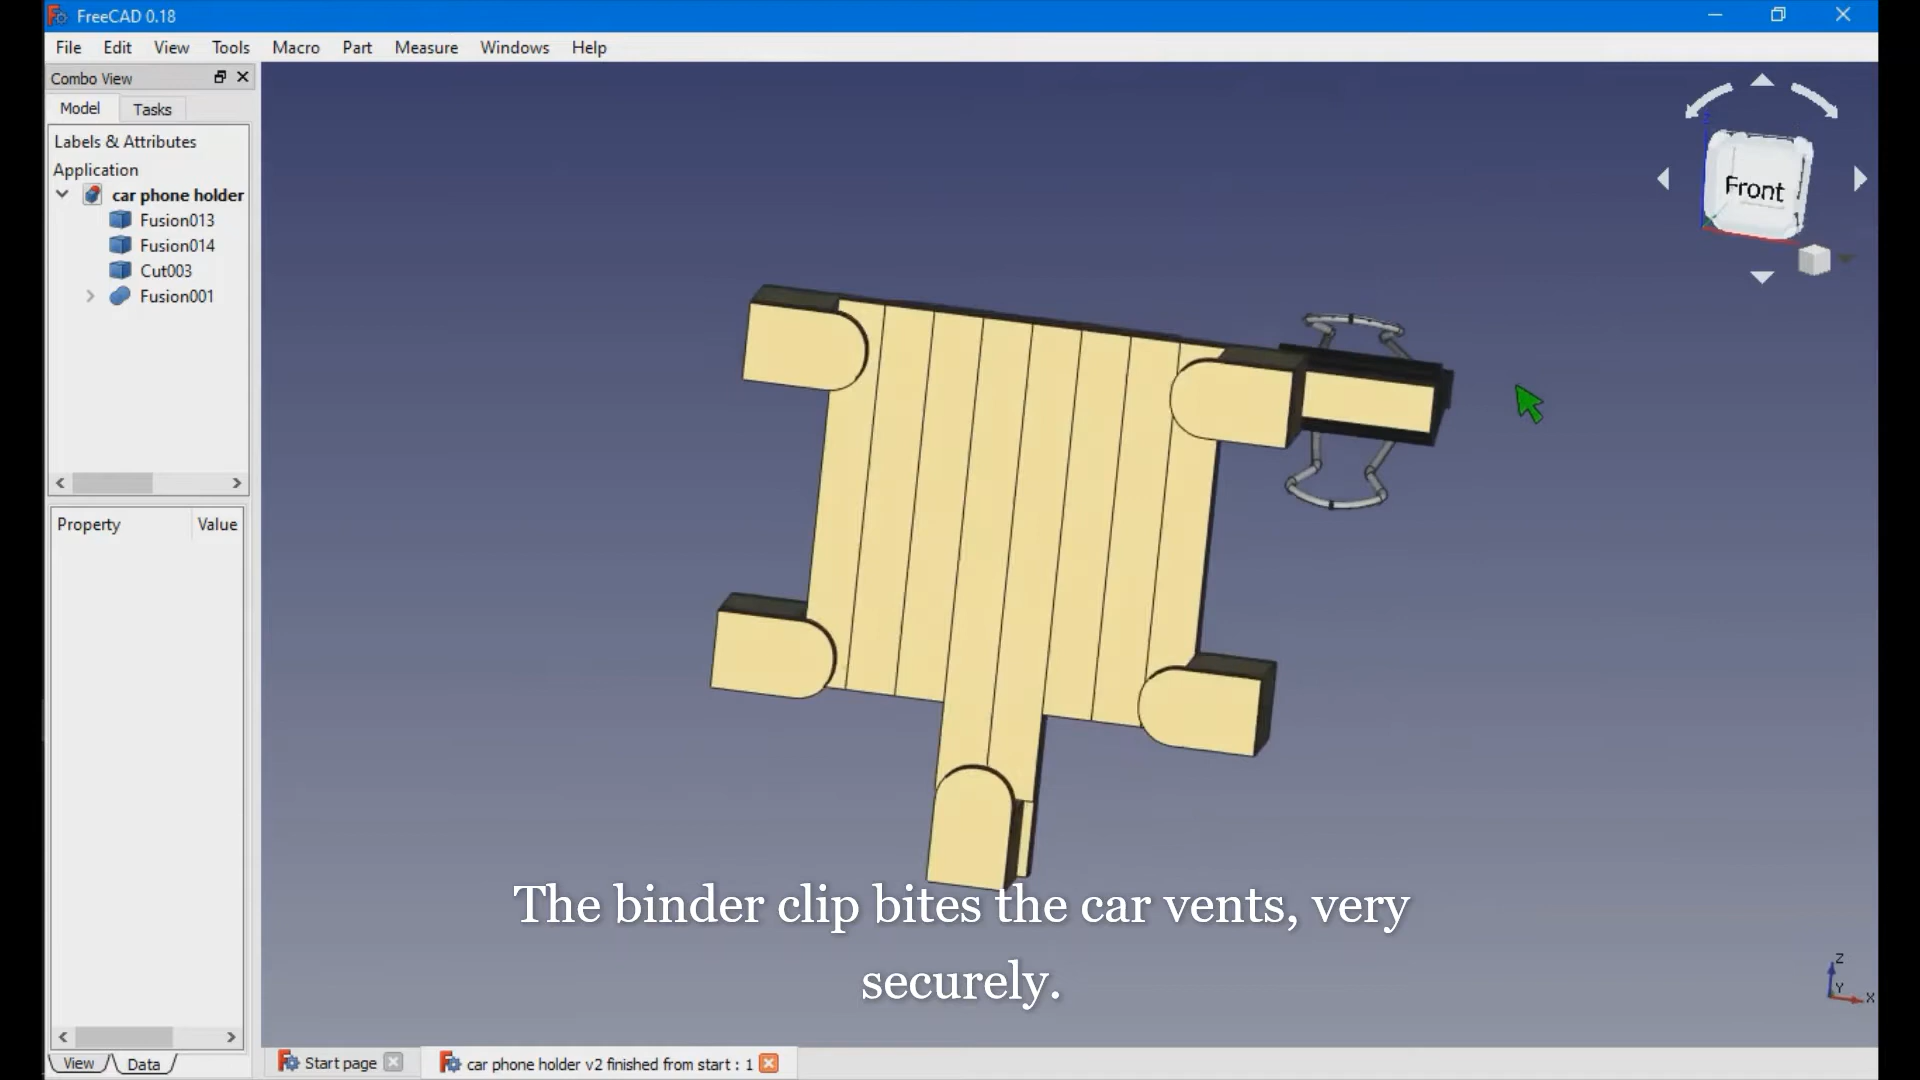 FreeCAD 0.18
File Edit View Tools Macro Part Measure Windows Help
Combo View
Model Tasks
Labels & Attributes
Application
car phone holder
Fusion013
Fusion014
Cut003
Fusion001
Property Value
Front
The binder clip bites the car vents, very
securely.
Z
Y
X
View Data
Start page
car phone holder v2 finished from start : 1